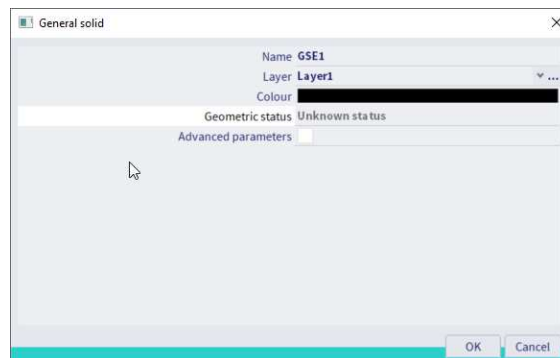 General solid
Name GSE1
Layer Layer1 ...
Colour
Geometric status Unknown status
Advanced parameters
OK Cancel